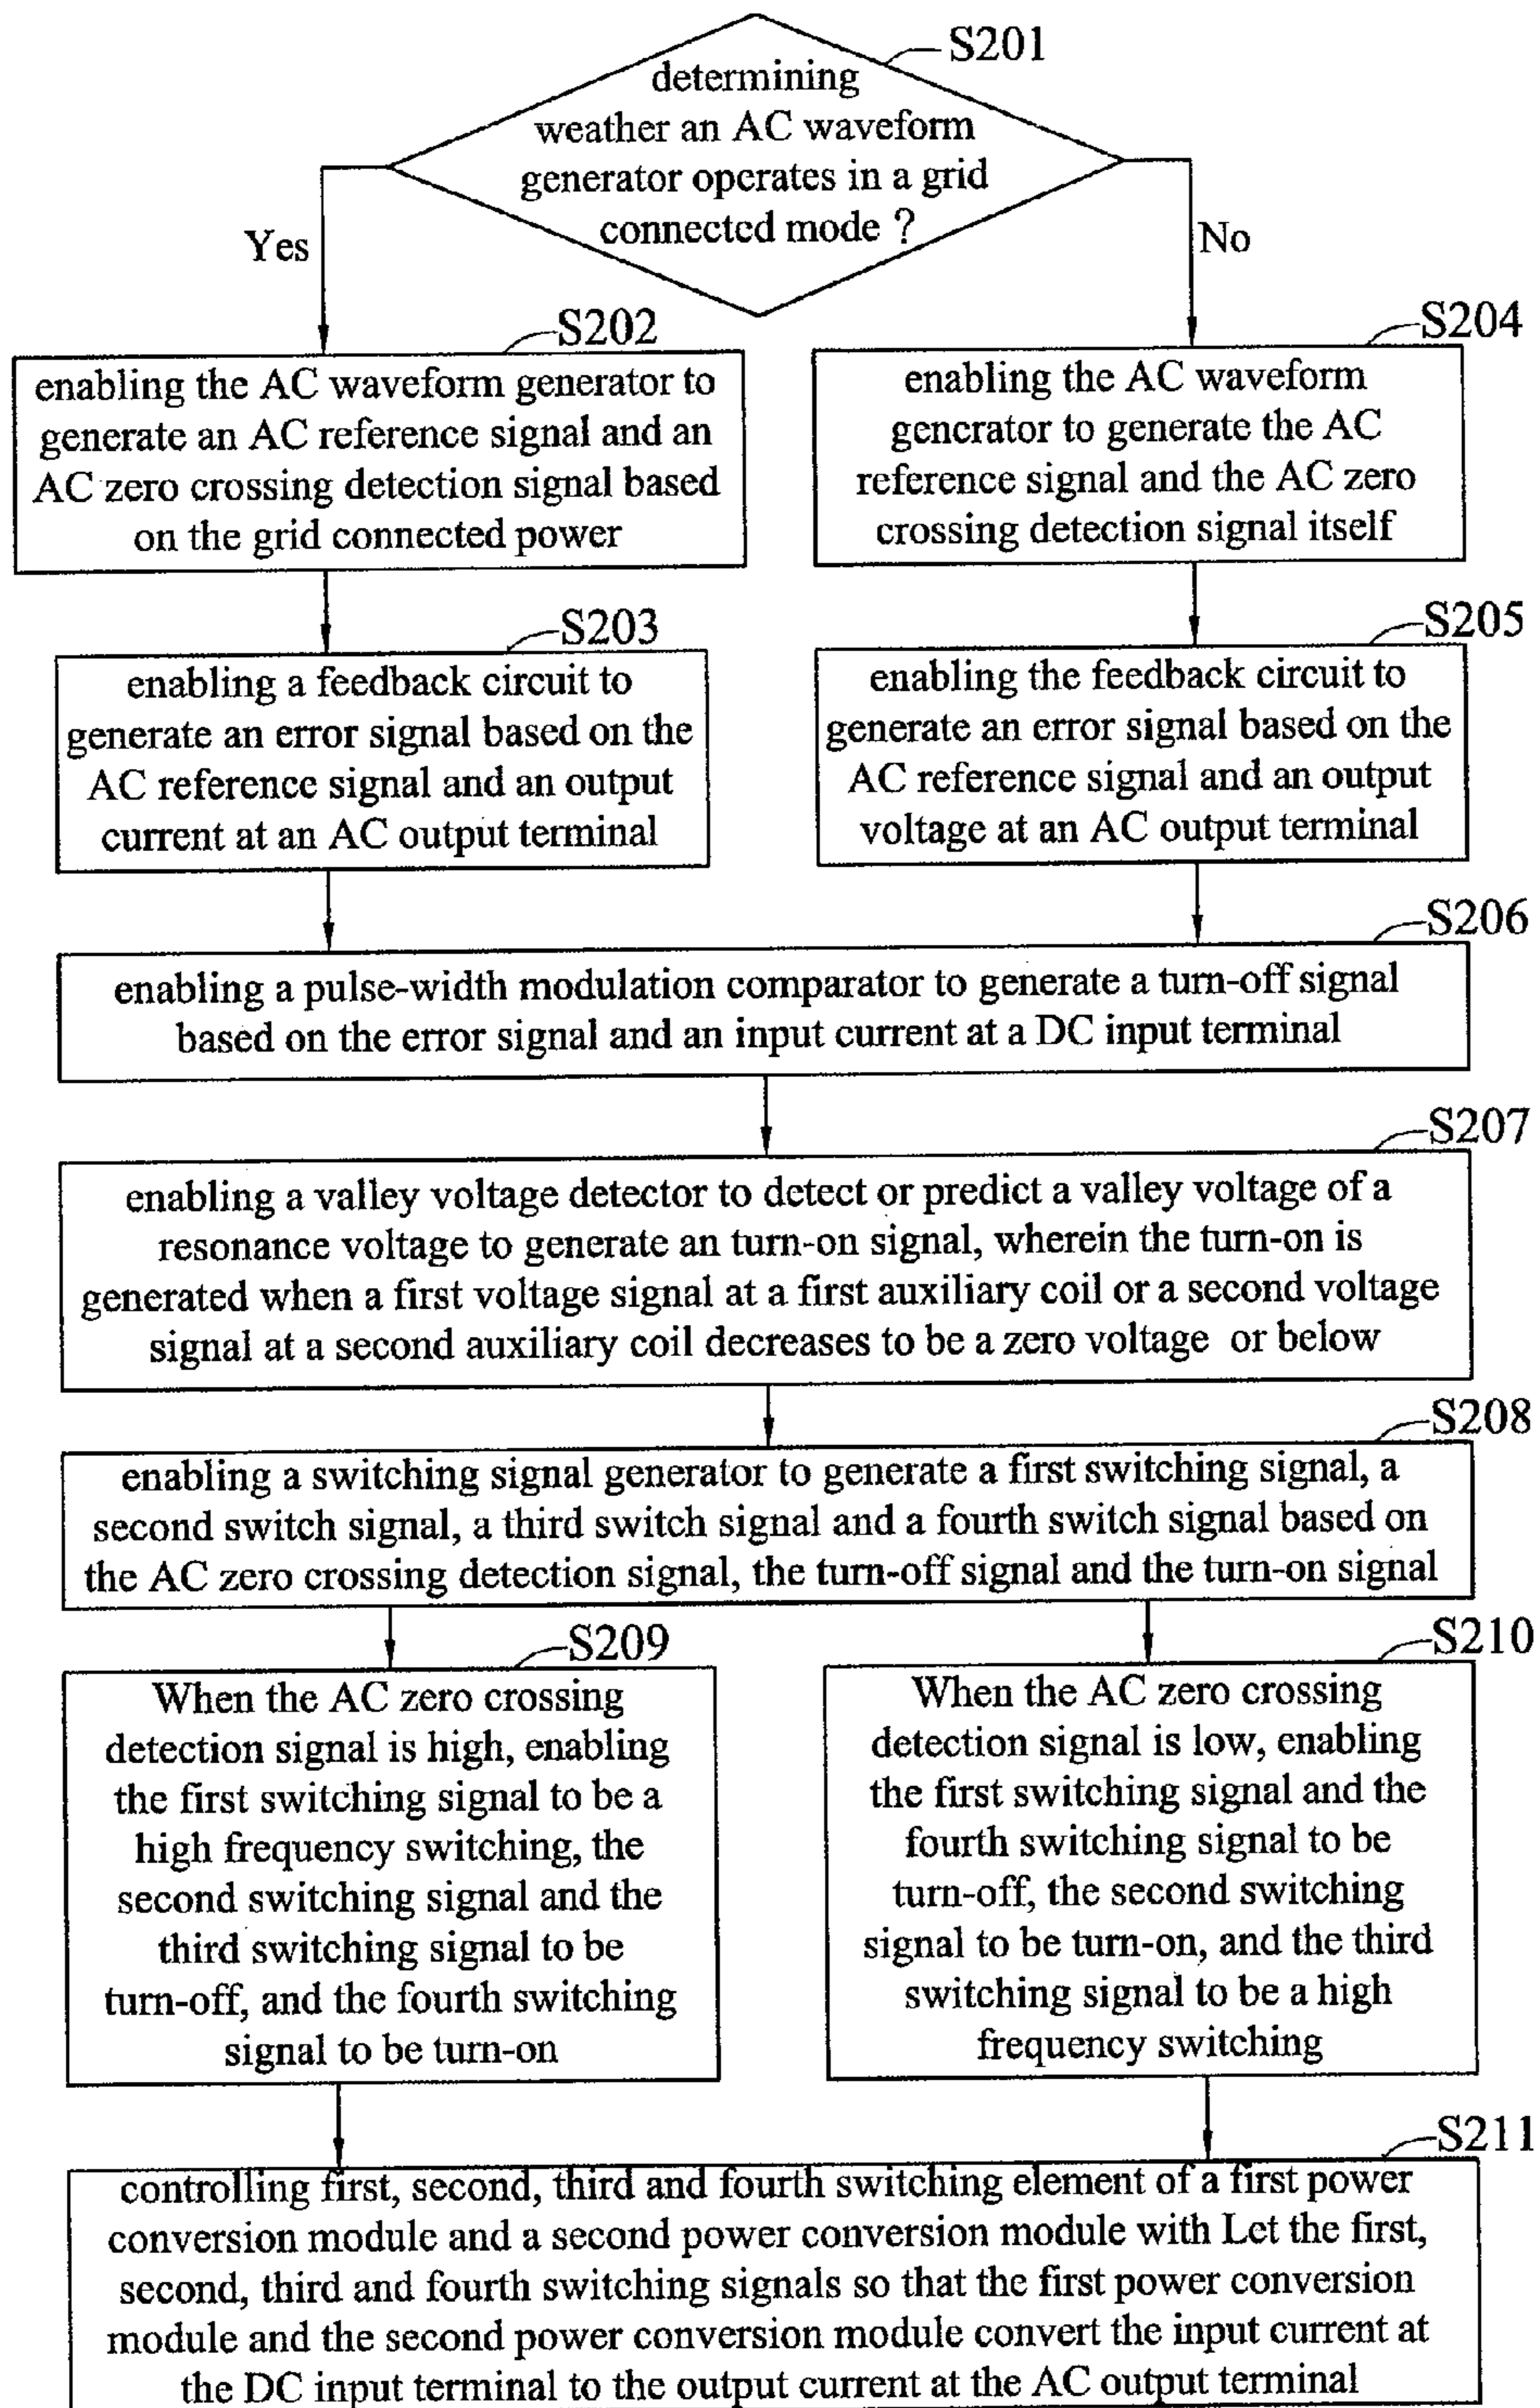 S201
determining
weather an AC waveform
generator operates in a grid
connected mode ?
Yes
No
S202
enabling the AC waveform generator to
generate an AC reference signal and an
AC zero crossing detection signal based
on the grid connected power
S204
enabling the AC waveform
generator to generate the AC
reference signal and the AC zero
crossing detection signal itself
S203
enabling a feedback circuit to
generate an error signal based on the
AC reference signal and an output
current at an AC output terminal
S205
enabling the feedback circuit to
generate an error signal based on the
AC reference signal and an output
voltage at an AC output terminal
S206
enabling a pulse-width modulation comparator to generate a turn-off signal
based on the error signal and an input current at a DC input terminal
S207
enabling a valley voltage detector to detect or predict a valley voltage of a
resonance voltage to generate an turn-on signal, wherein the turn-on is
generated when a first voltage signal at a first auxiliary coil or a second voltage
signal at a second auxiliary coil decreases to be a zero voltage or below
S208
enabling a switching signal generator to generate a first switching signal, a
second switch signal, a third switch signal and a fourth switch signal based on
the AC zero crossing detection signal, the turn-off signal and the turn-on signal
S209
When the AC zero crossing
detection signal is high, enabling
the first switching signal to be a
high frequency switching, the
second switching signal and the
third switching signal to be
turn-off, and the fourth switching
signal to be turn-on
S210
When the AC zero crossing
detection signal is low, enabling
the first switching signal and the
fourth switching signal to be
turn-off, the second switching
signal to be turn-on, and the third
switching signal to be a high
frequency switching
S211
controlling first, second, third and fourth switching element of a first power
conversion module and a second power conversion module with Let the first,
second, third and fourth switching signals so that the first power conversion
module and the second power conversion module convert the input current at
the DC input terminal to the output current at the AC output terminal